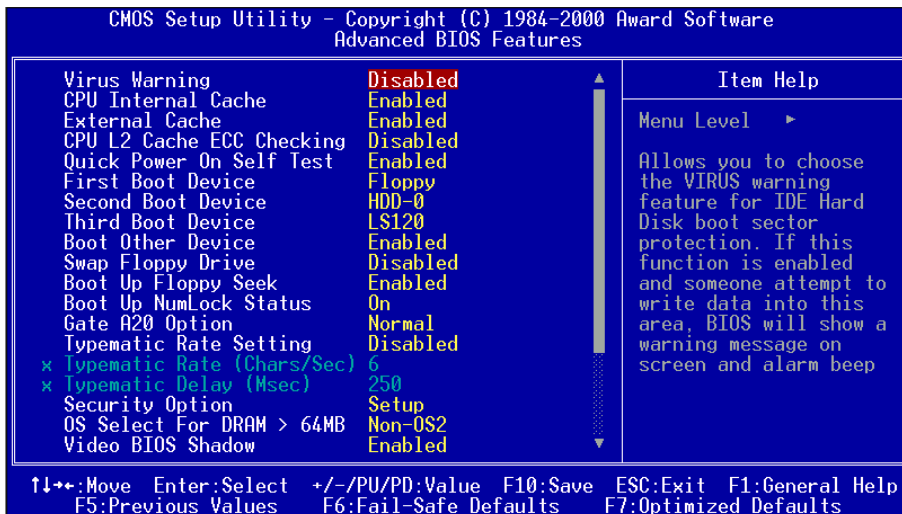 CMOS Setup Utility - Copyright (C) 1984-2000 Award Software
Advanced BIOS Features
Virus Warning Disabled
CPU Internal Cache Enabled
External Cache Enabled
CPU L2 Cache ECC Checking Disabled
Quick Power On Self Test Enabled
First Boot Device Floppy
Second Boot Device HDD-0
Third Boot Device LS120
Boot Other Device Enabled
Swap Floppy Drive Disabled
Boot Up Floppy Seek Enabled
Boot Up NumLock Status On
Gate A20 Option Normal
Typematic Rate Setting Disabled
x Typematic Rate (Chars/Sec) 6
x Typematic Delay (Msec) 250
Security Option Setup
OS Select For DRAM > 64MB Non-OS2
Video BIOS Shadow Enabled
Item Help
Menu Level ►
Allows you to choose
the VIRUS warning
feature for IDE Hard
Disk boot sector
protection. If this
function is enabled
and someone attempt to
write data into this
area, BIOS will show a
warning message on
screen and alarm beep
↑↓→←:Move Enter:Select +/-/PU/PD:Value F10:Save ESC:Exit F1:General Help
F5:Previous Values F6:Fail-Safe Defaults F7:Optimized Defaults